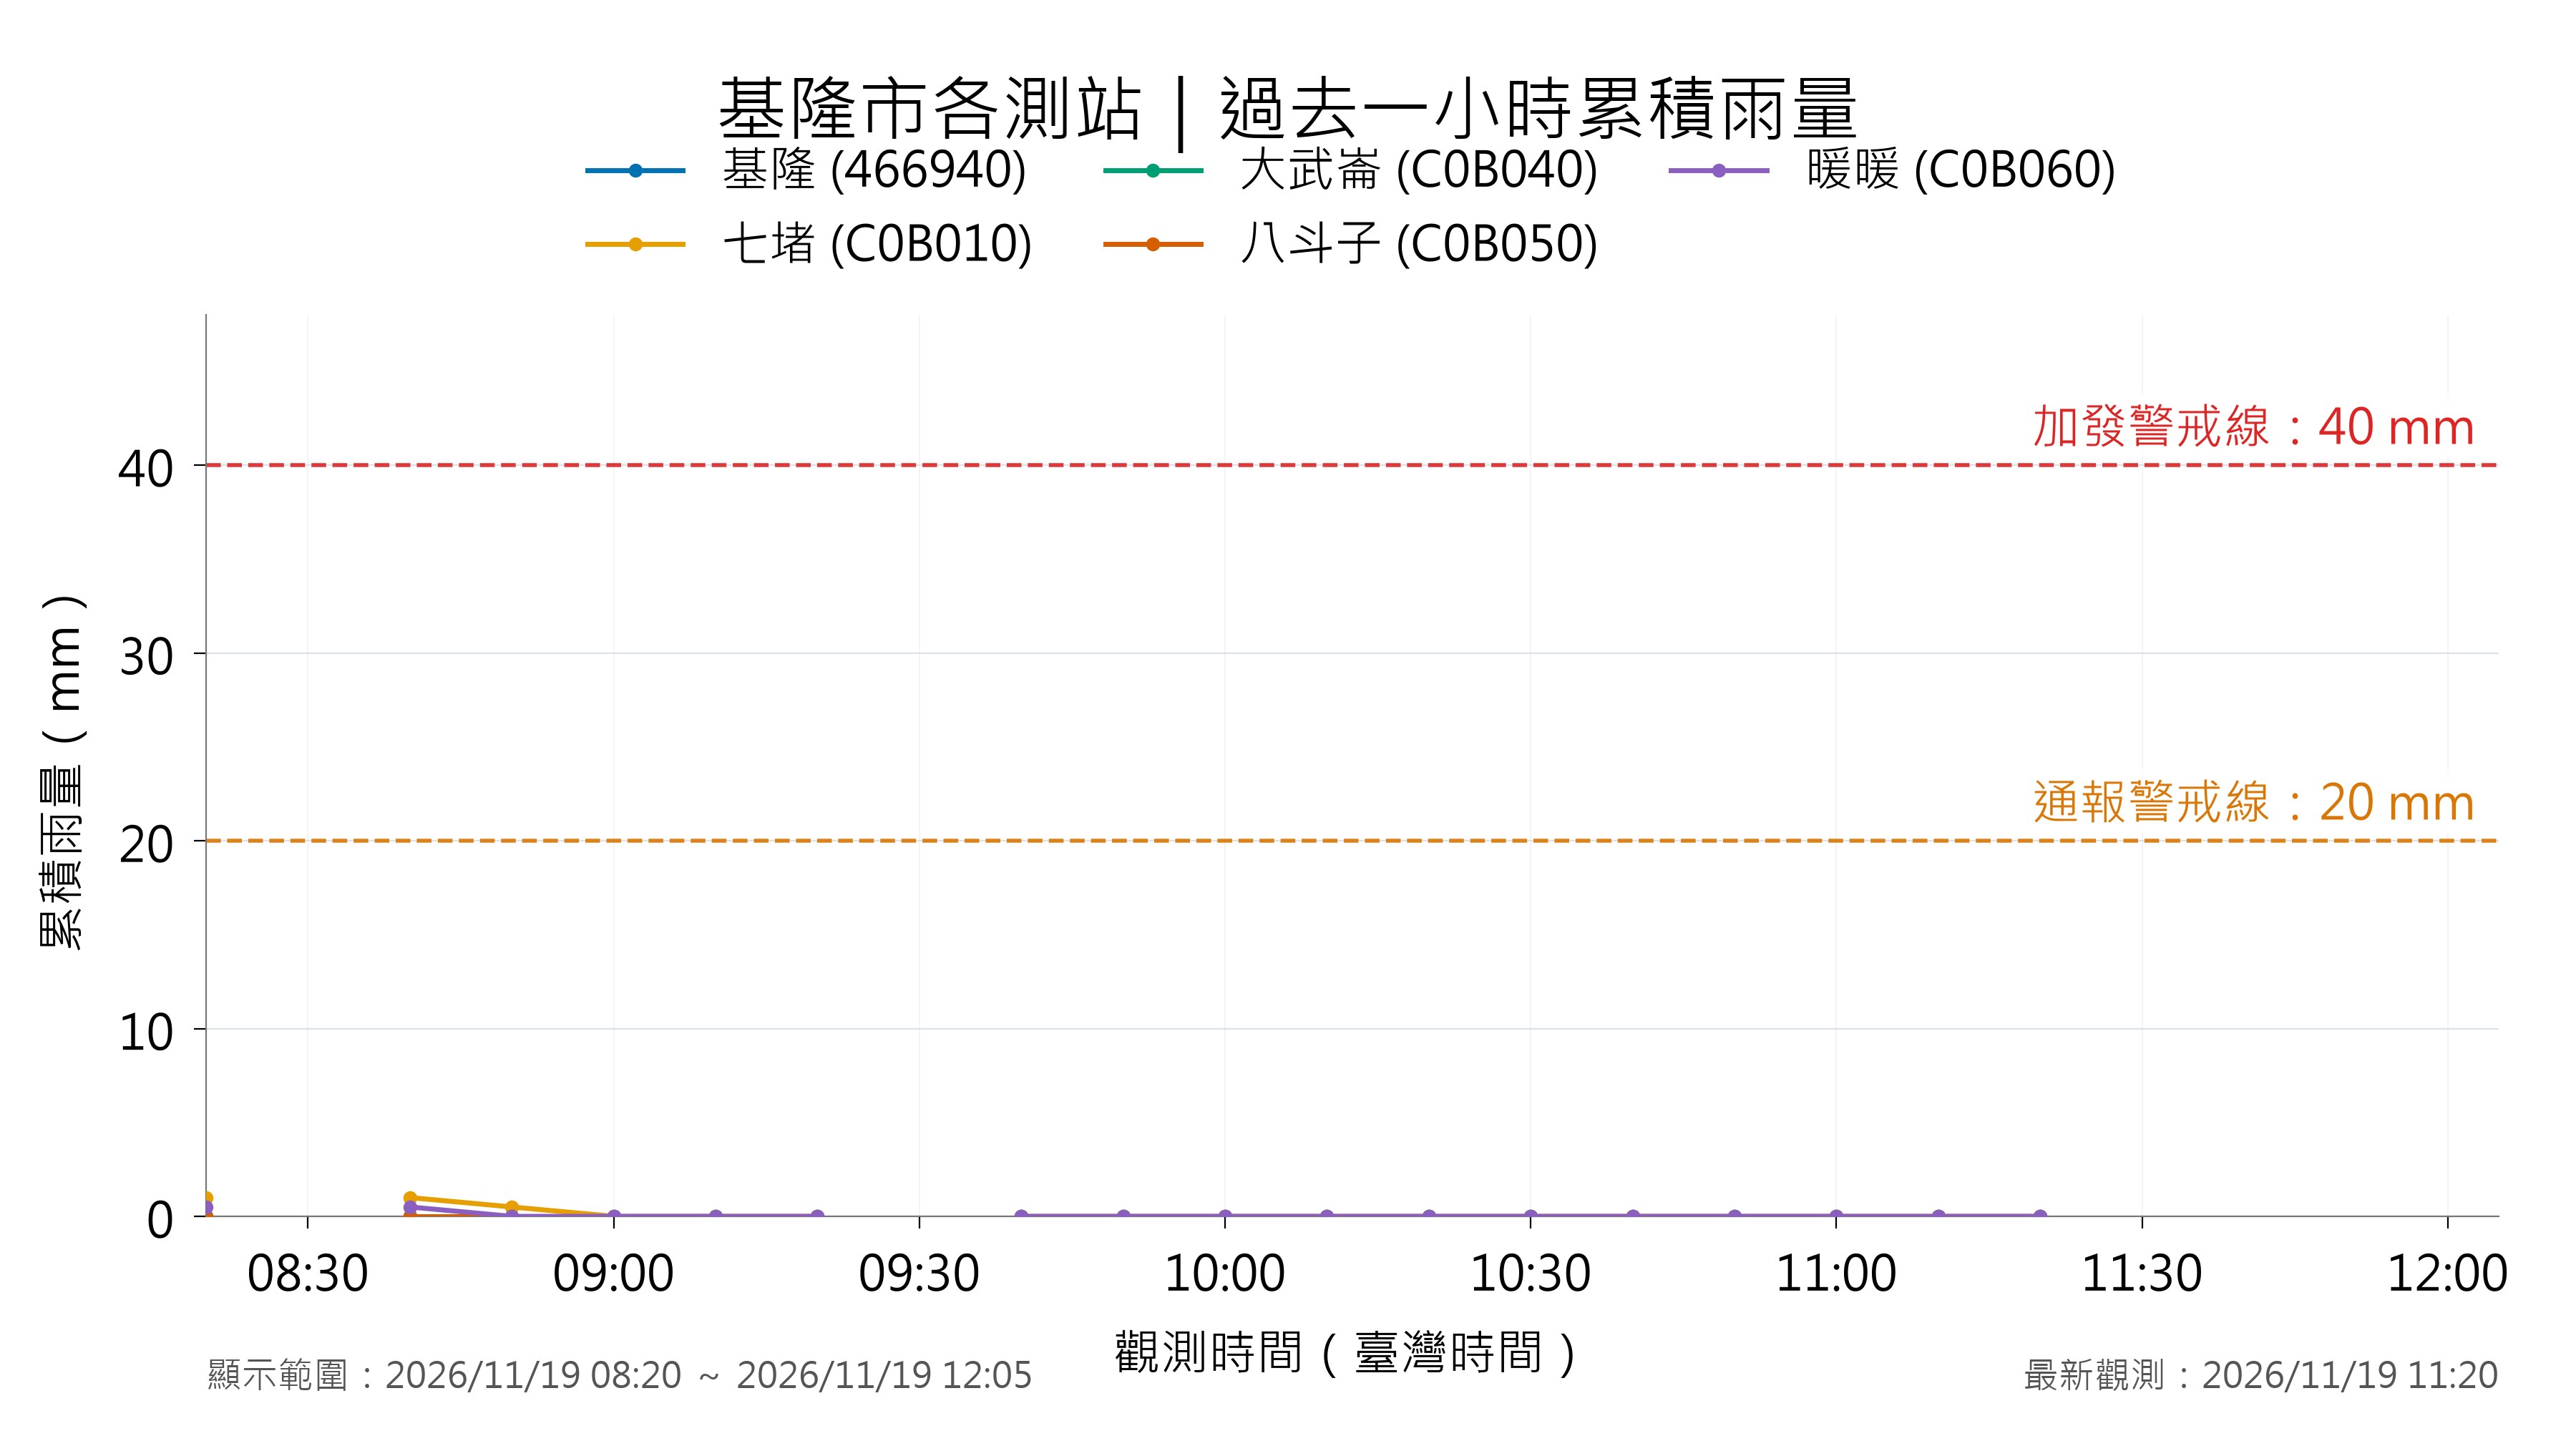 基隆市各測站｜過去一小時累積雨量
基隆 (466940)
七堵 (C0B010)
大武崙 (C0B040)
八斗子 (C0B050)
暖暖 (C0B060)
累積雨量（mm）
40
30
20
10
0
加發警戒線：40 mm
通報警戒線：20 mm
08:30 09:00 09:30 10:00 10:30 11:00 11:30 12:00
觀測時間（臺灣時間）
顯示範圍：2026/11/19 08:20 ~ 2026/11/19 12:05
最新觀測：2026/11/19 11:20